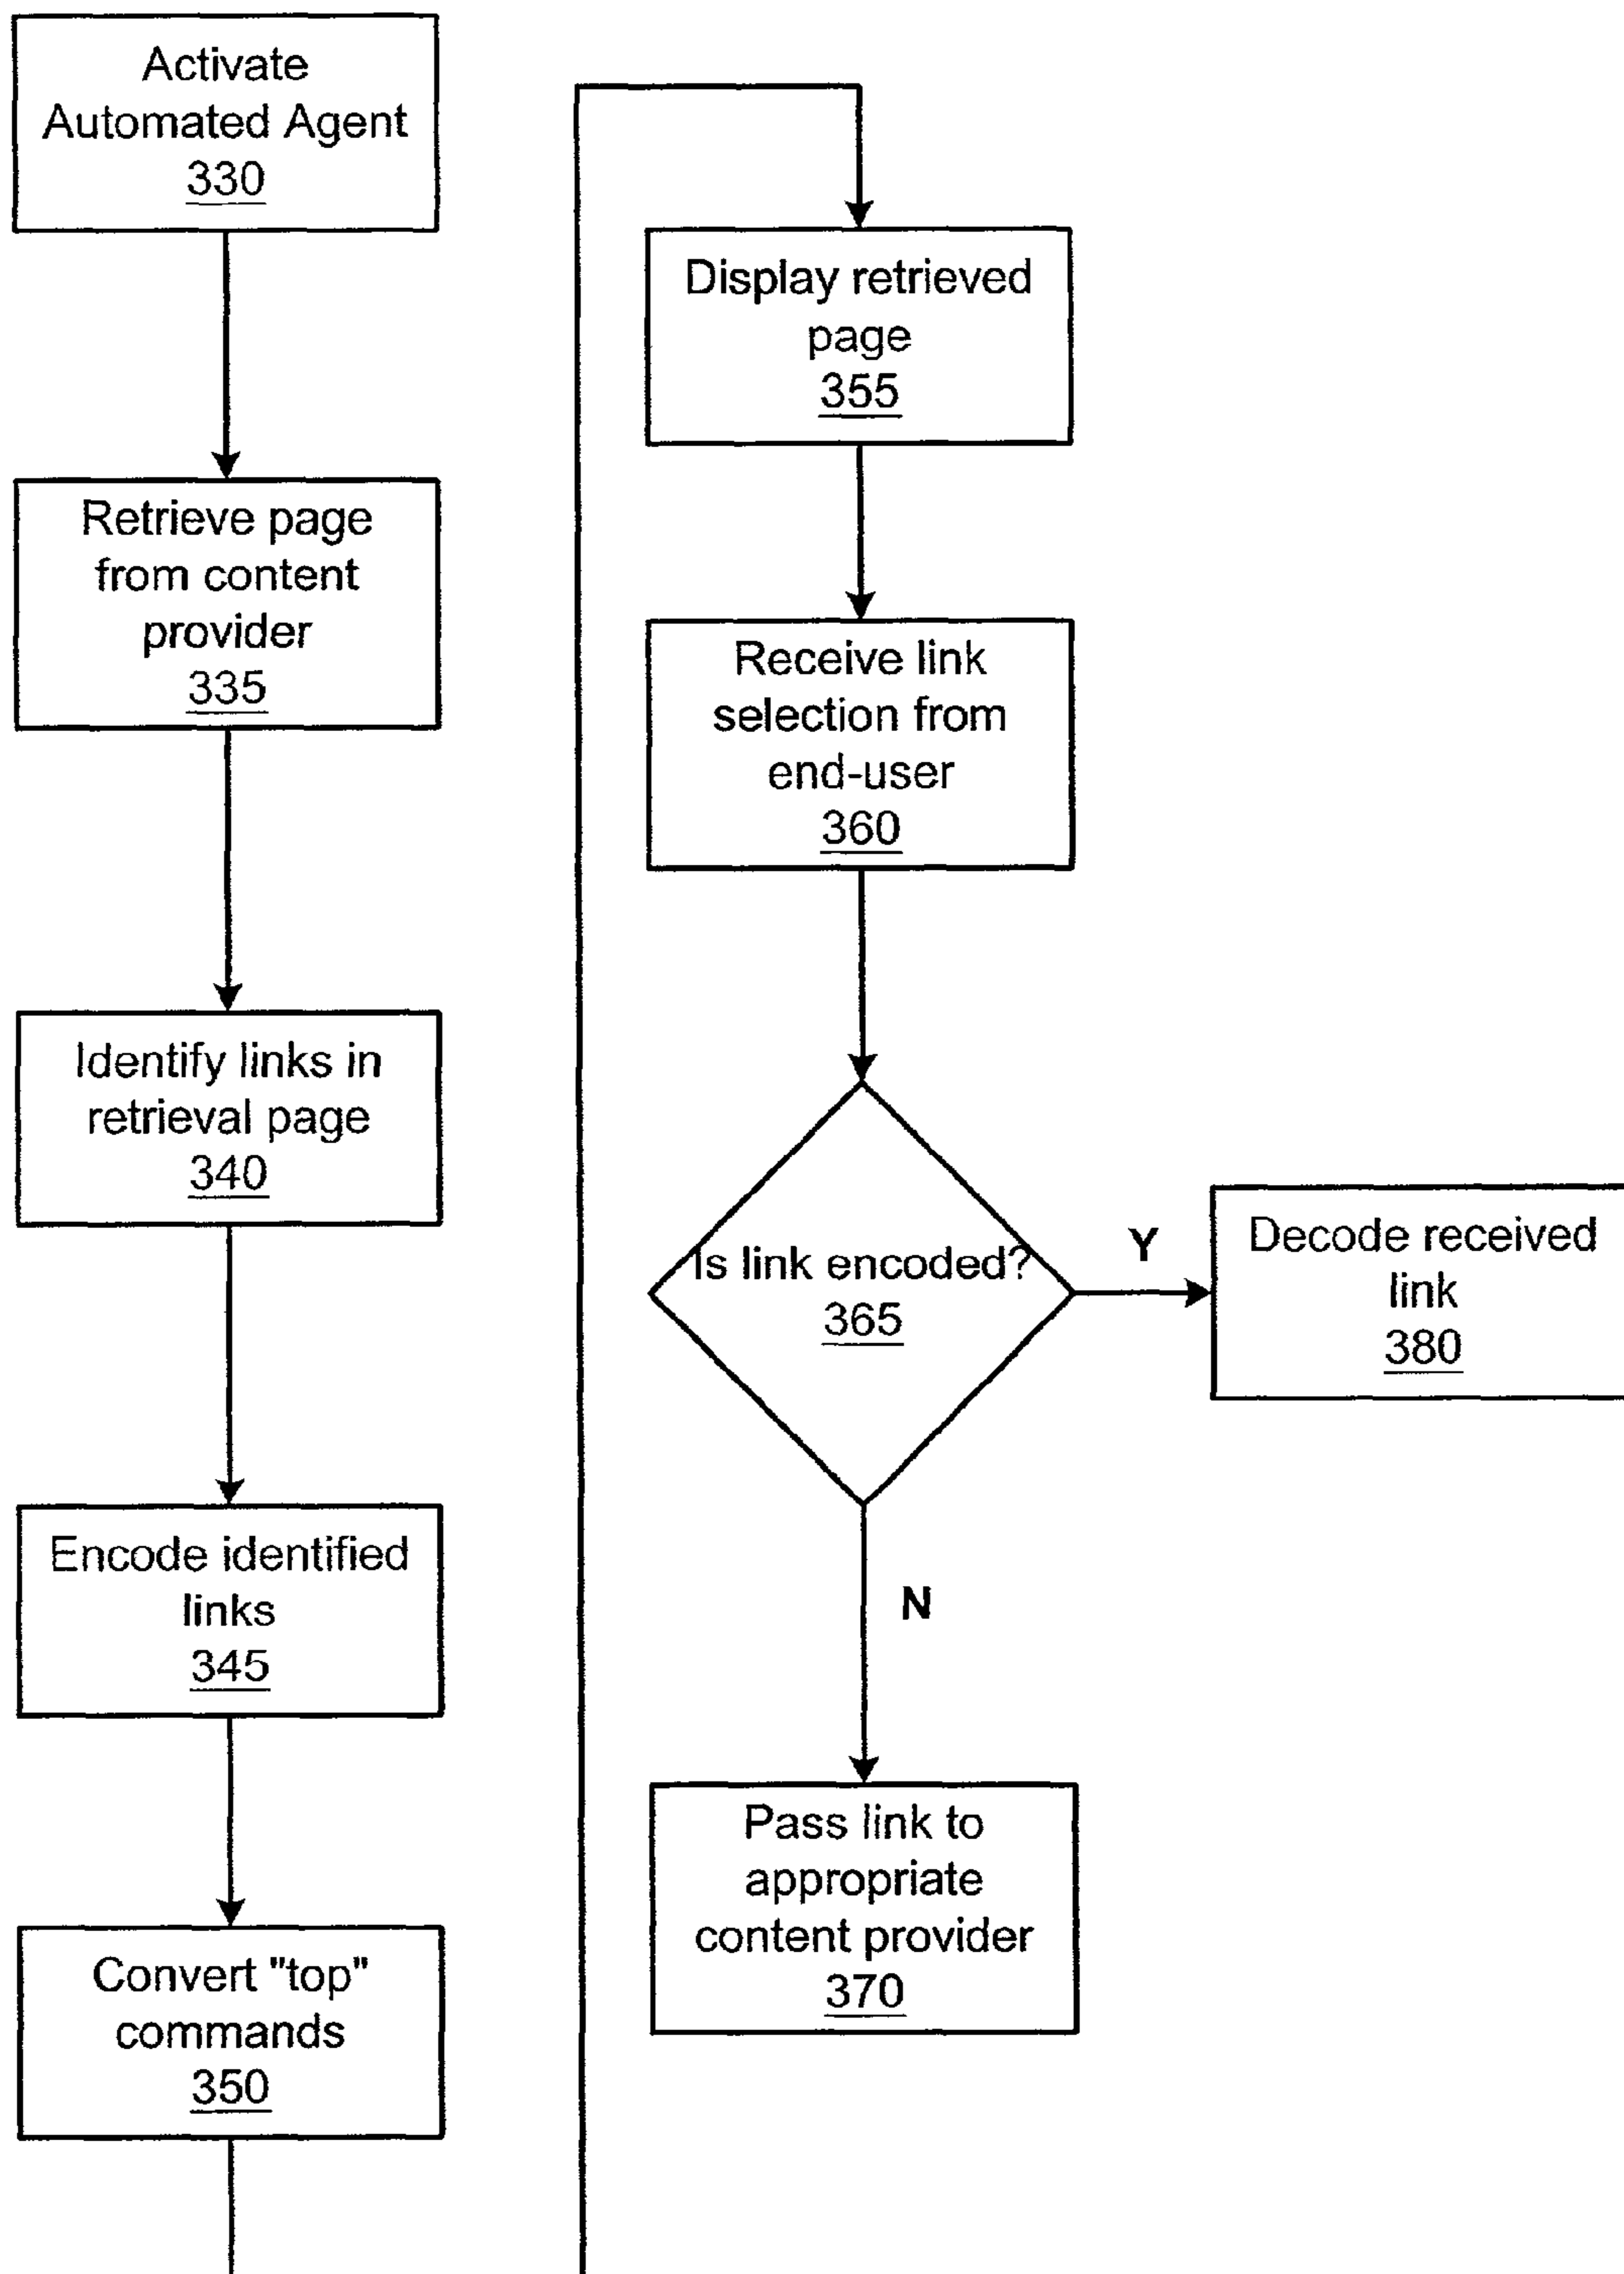 Activate
Automated Agent
330
Retrieve page
from content
provider
335
Identify links in
retrieval page
340
Encode identified
links
345
Convert "top"
commands
350
Display retrieved
page
355
Receive link
selection from
end-user
360
Is link encoded?
365
Y
Decode received
link
380
N
Pass link to
appropriate
content provider
370